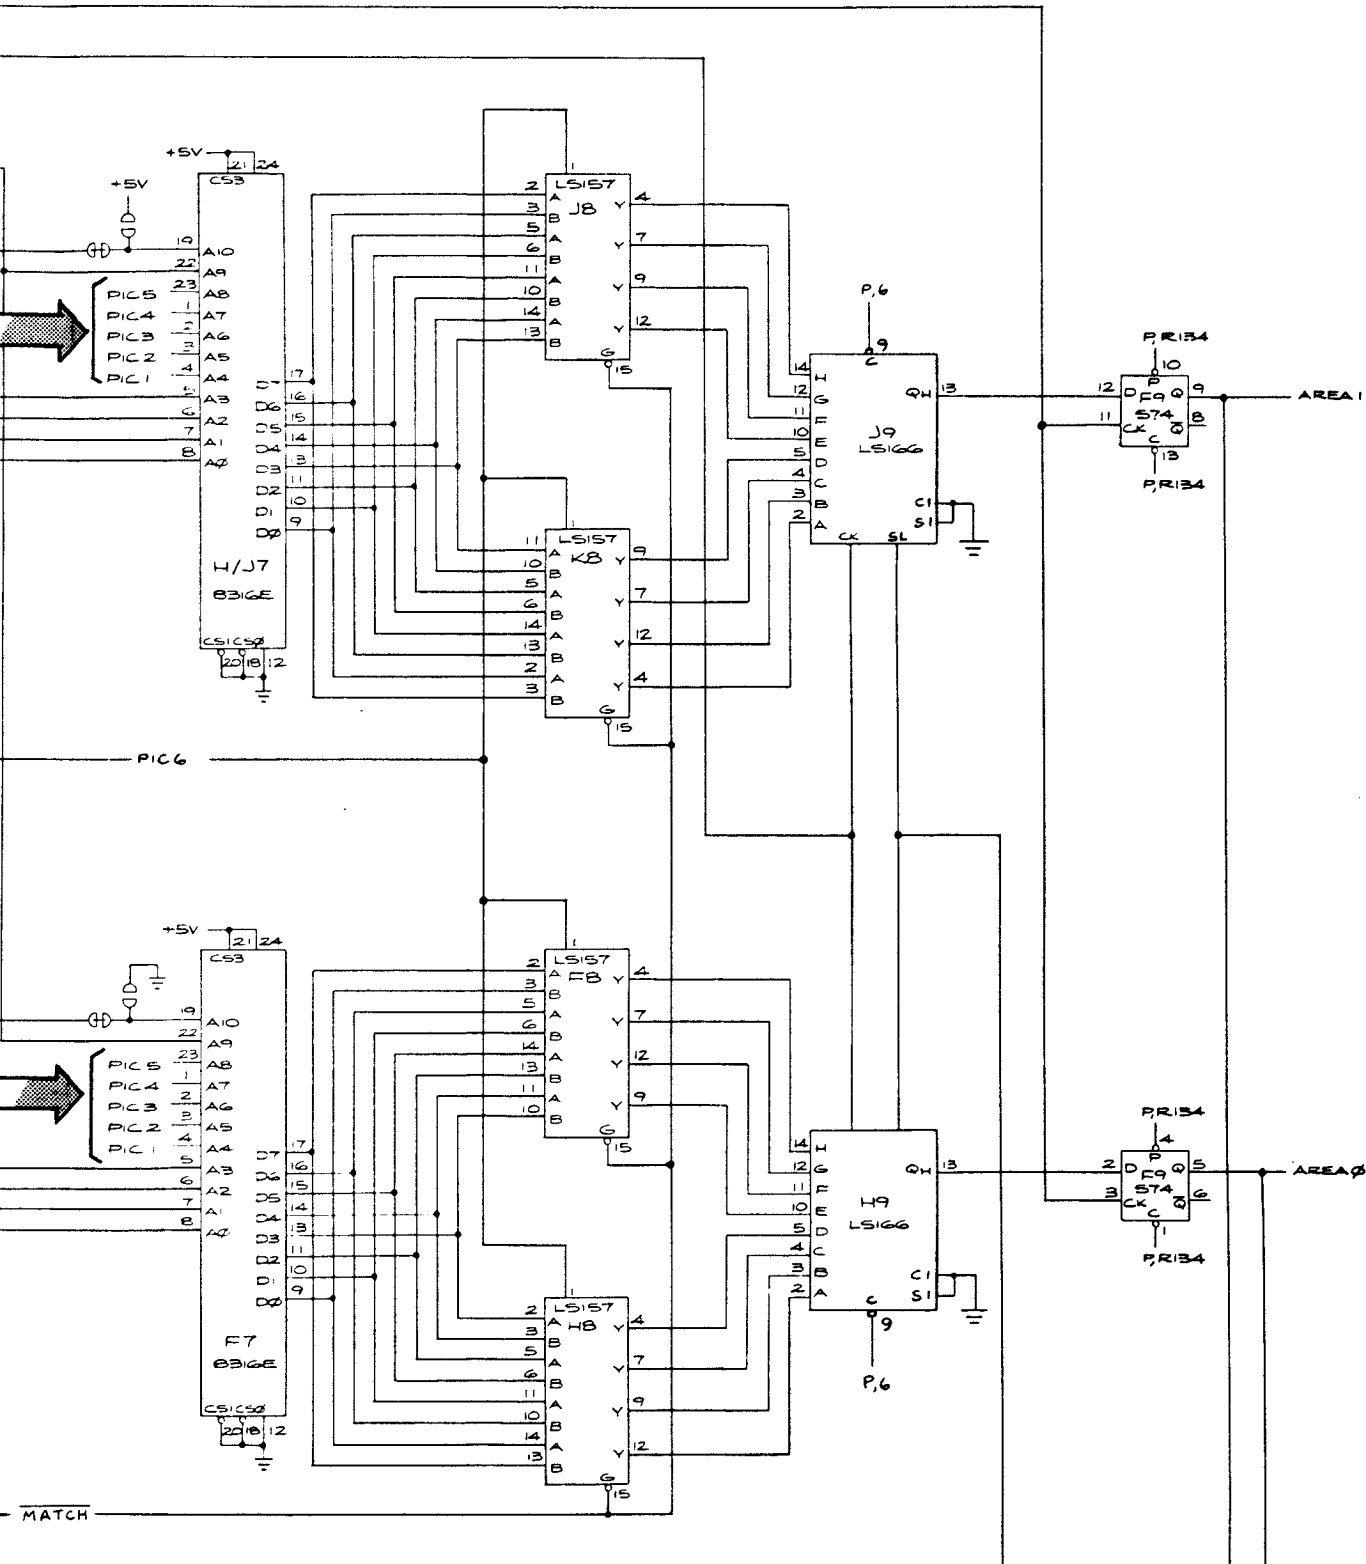 +5V
21 24
CS3
+5V
19 A10
22 A9
PIC5 23 A8
PIC4 1 A7
PIC3 2 A6
PIC2 3 A5
PIC1 4 A4
5 A3
6 A2
7 A1
8 AØ
D7 17
D6 16
D5 15
D4 14
D3 13
D2 11
D1 10
DØ 9
H/J7
8316E
CS1 CSØ
20 18 12
1
LS157
J8
2 A
3 B
5 A
6 B
11 A
10 B
14 A
13 B
Y 4
Y 7
Y 9
Y 12
G
15
1
LS157
K8
11 A
10 B
5 A
6 B
14 A
13 B
2 A
3 B
Y 9
Y 7
Y 12
Y 4
G
15
P,6
9
C
14 H
12 G
11 F
10 E
5 D
4 C
3 B
2 A
QH 13
J9
LS166
C1
S1
CK SL
P,R134
10
P
12 D F9 Q 9
S74
11 CK Q̅ 8
C
13
P,R134
AREA 1
PIC6
+5V
21 24
CS3
19 A10
22 A9
PIC5 23 A8
PIC4 1 A7
PIC3 2 A6
PIC2 3 A5
PIC1 4 A4
5 A3
6 A2
7 A1
8 AØ
D7 17
D6 16
D5 15
D4 14
D3 13
D2 11
D1 10
DØ 9
F7
8316E
CS1 CSØ
20 18 12
1
LS157
F8
2 A
3 B
5 A
6 B
14 A
13 B
11 A
10 B
Y 4
Y 7
Y 12
Y 9
G
15
LS157
H8
2 A
3 B
5 A
6 B
11 A
10 B
14 A
13 B
Y 4
Y 7
Y 9
Y 12
G
15
14 H
12 G
11 F
10 E
5 D
4 C
3 B
2 A
QH 13
H9
LS166
C1
S1
C
9
P,6
P,R134
4
P
2 D F9 Q 5
S74
3 CK Q̅ 6
C
1
P,R134
AREA Ø
MATCH